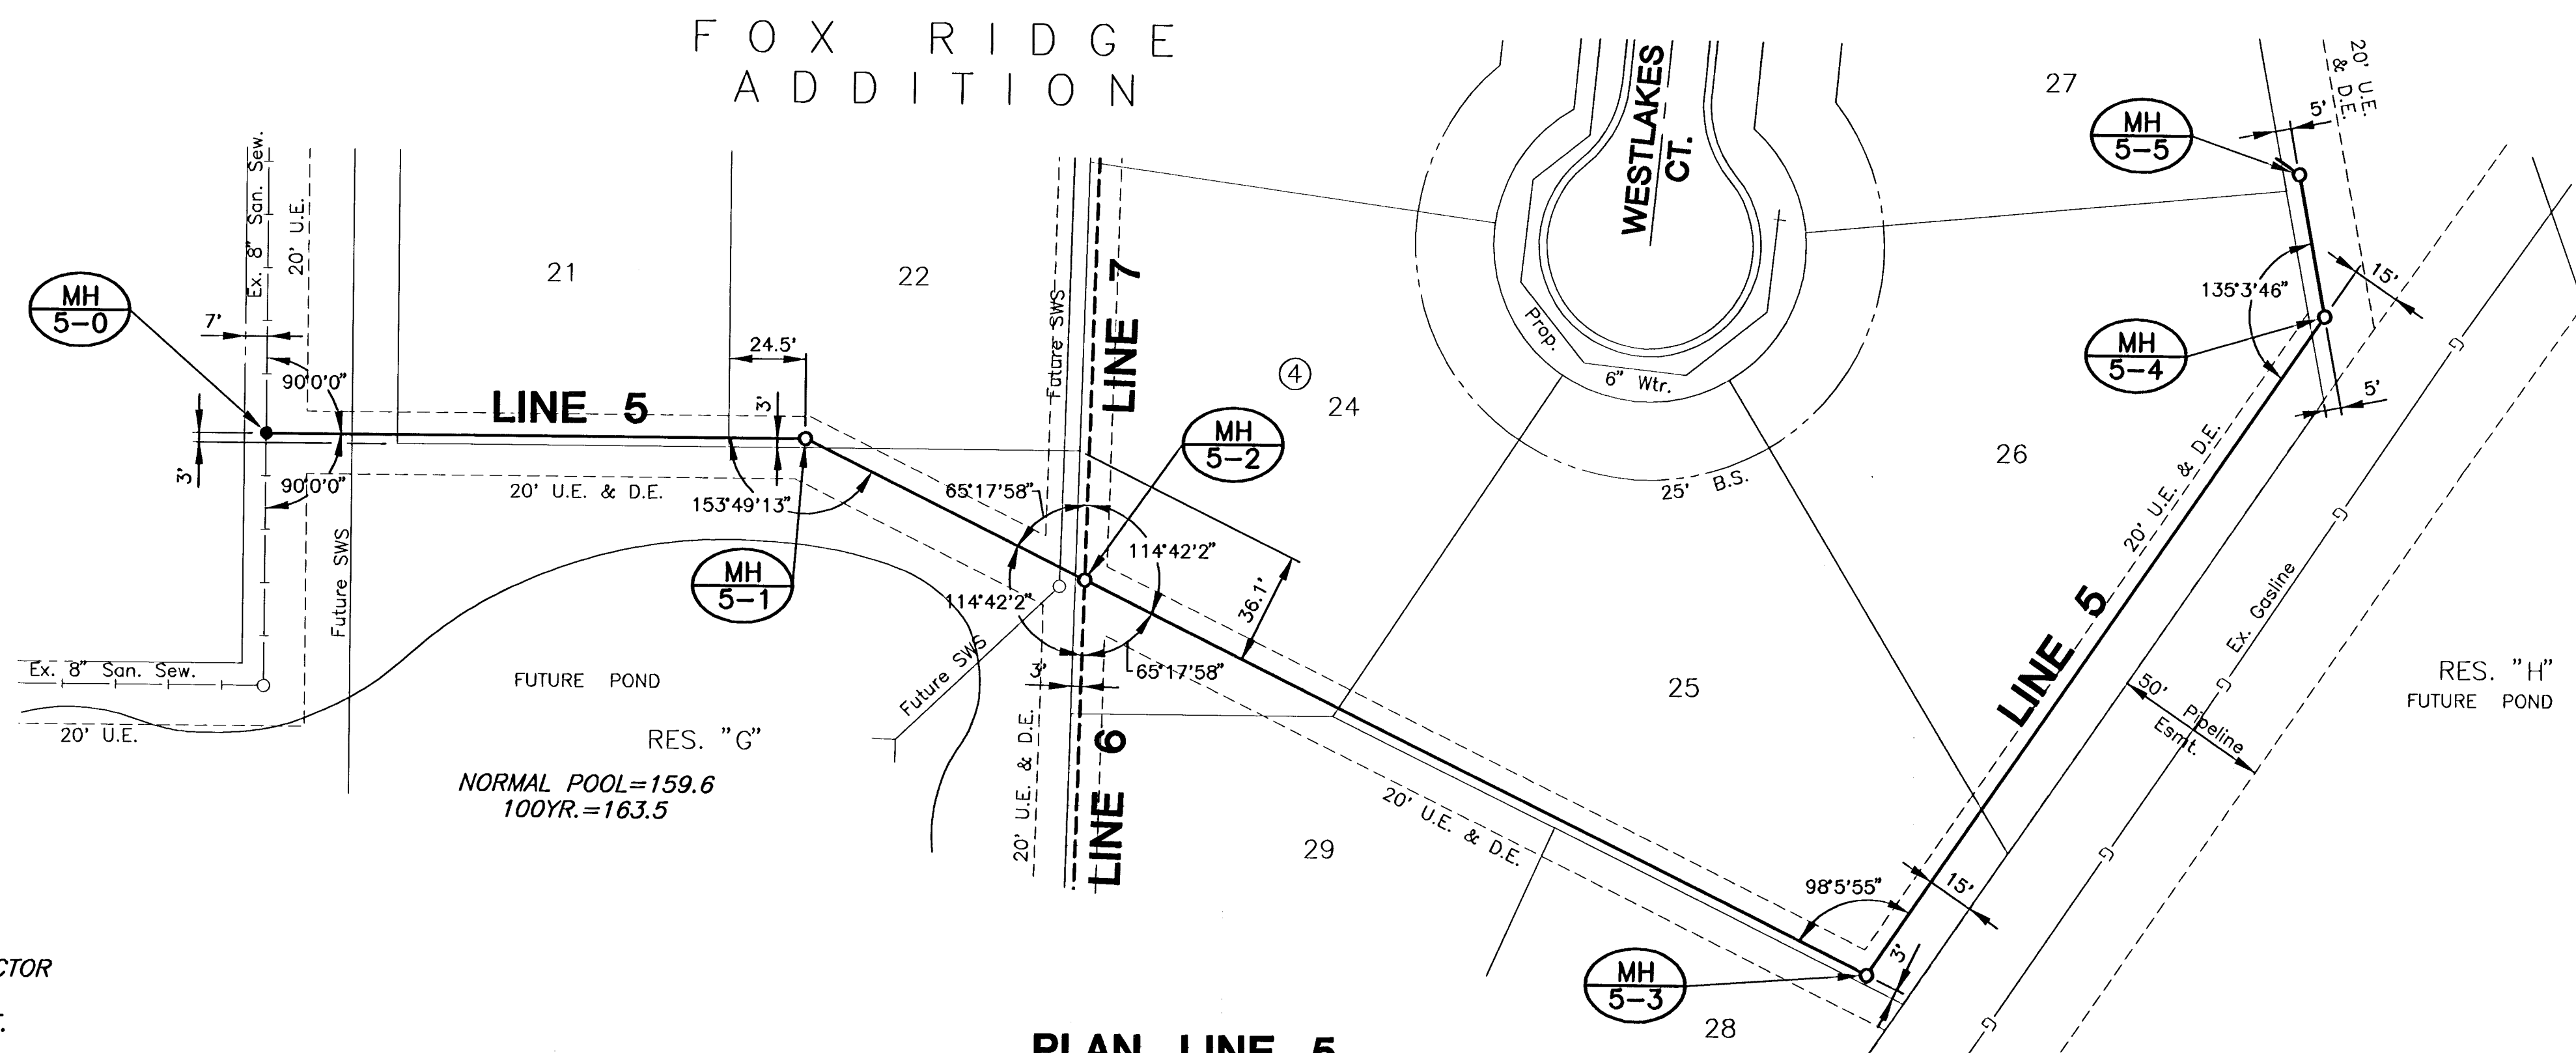 FOX RIDGE
ADDITION
WESTLAKES
CT.
27
20' U.E.
& D.E.
5'
MH
5-5
Ex. 8" San. Sew.
20' U.E.
21
22
Future SWS
LINE 7
Prop.
6" Wtr.
135°3'46"
15'
MH
5-0
7'
90°0'0"
24.5'
3'
LINE 5
4
24
MH
5-4
5'
3'
90°0'0"
20' U.E. & D.E.
153°49'13"
65°17'58"
MH
5-2
25' B.S.
26
20' U.E. & D.E.
Future SWS
MH
5-1
114°42'2"
114°42'2"
36.1'
Ex. Gasline
G
G
G
G
G
LINE 5
Ex. 8" San. Sew.
20' U.E.
FUTURE POND
RES. "G"
NORMAL POOL=159.6
100YR.=163.5
Future SWS
3'
65°17'58"
20' U.E. & D.E.
LINE 6
25
50'
Pipeline
Esmt.
RES. "H"
FUTURE POND
29
20' U.E. & D.E.
98°5'55"
15'
3'
MH
5-3
28
CTOR
PLAN LINE 5